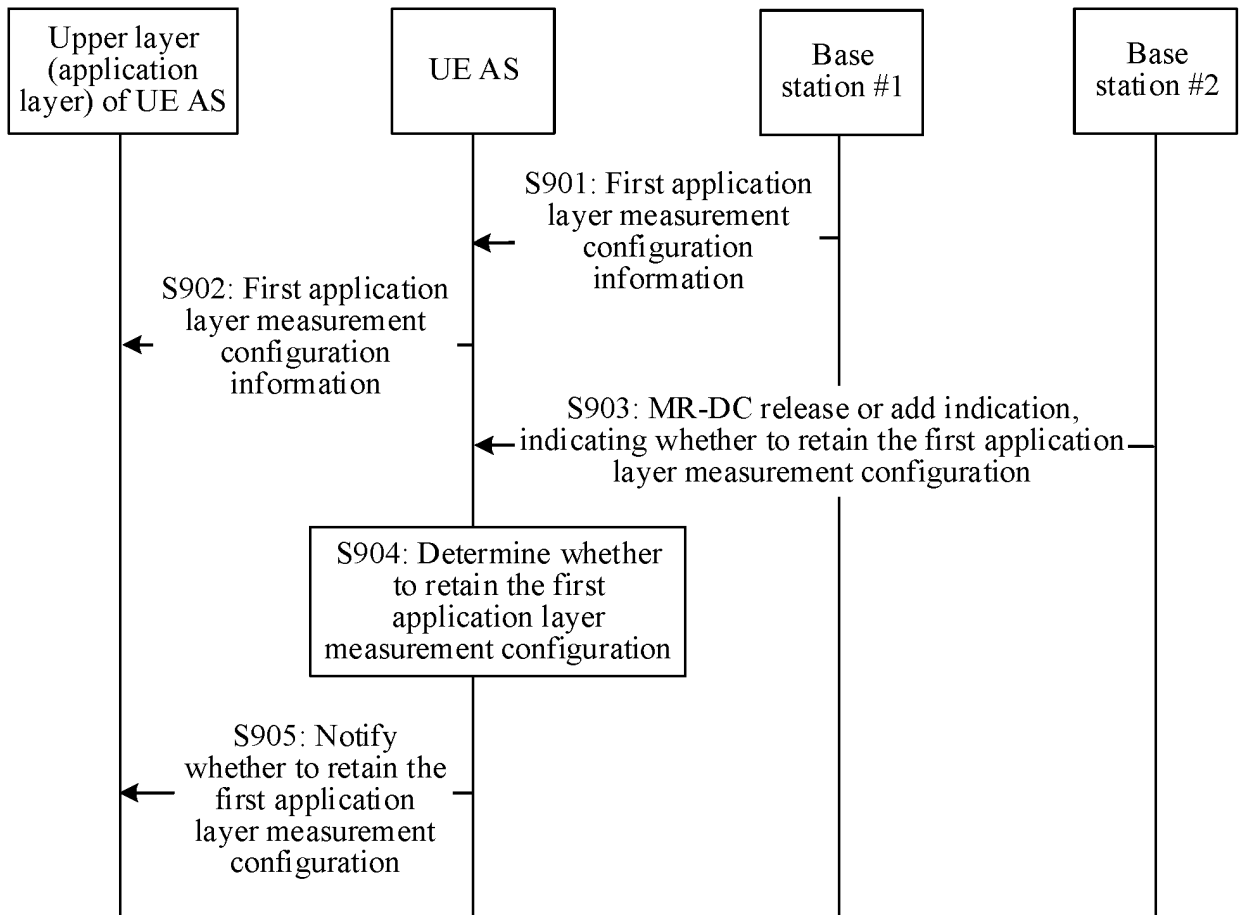 Upper layer
(application
layer) of UE AS
UE AS
Base
station #1
Base
station #2
S901: First application
layer measurement
configuration
information
S902: First application
layer measurement
configuration
information
S903: MR-DC release or add indication,
indicating whether to retain the first application
layer measurement configuration
S904: Determine whether
to retain the first
application layer
measurement configuration
S905: Notify
whether to retain the
first application
layer measurement
configuration